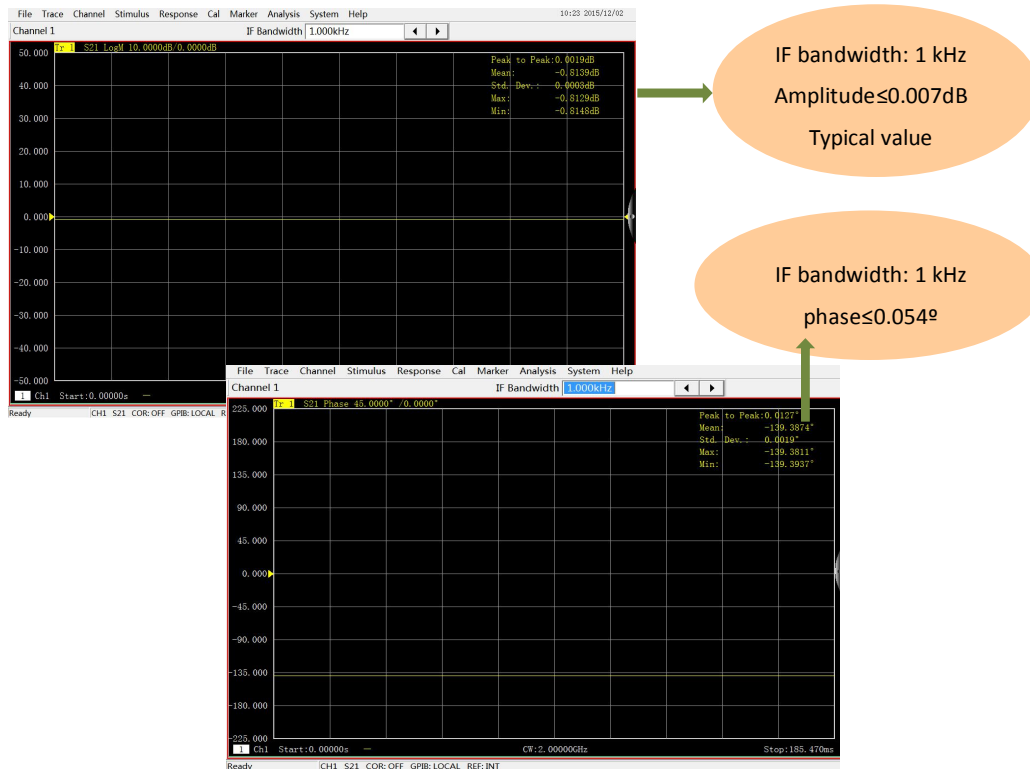 File Trace Channel Stimulus Response Cal Marker Analysis System Help 10:23 2015/12/02
Channel 1 IF Bandwidth 1.000kHz
Tr 1 S21 LogM 10.0000dB/0.0000dB
50.000
40.000
30.000
20.000
10.000
0.000
-10.000
-20.000
-30.000
-40.000
-50.000
Peak to Peak:0.0019dB
Mean: -0.8139dB
Std. Dev.: 0.0003dB
Max: -0.8129dB
Min: -0.8148dB
1 Ch1 Start:0.00000s —
Ready CH1 S21 COR: OFF GPIB: LOCAL R
IF bandwidth: 1 kHz
Amplitude≤0.007dB
Typical value
IF bandwidth: 1 kHz
phase≤0.054º
File Trace Channel Stimulus Response Cal Marker Analysis System Help
Channel 1 IF Bandwidth 1.000kHz
Tr 1 S21 Phase 45.0000° /0.0000°
225.000
180.000
135.000
90.000
45.000
0.000
-45.000
-90.000
-135.000
-180.000
-225.000
Peak to Peak:0.0127°
Mean: -139.3874°
Std. Dev.: 0.0019°
Max: -139.3811°
Min: -139.3937°
1 Ch1 Start:0.00000s — CW:2.00000GHz Stop:185.470ms
Ready CH1 S21 COR: OFF GPIB: LOCAL REF: INT